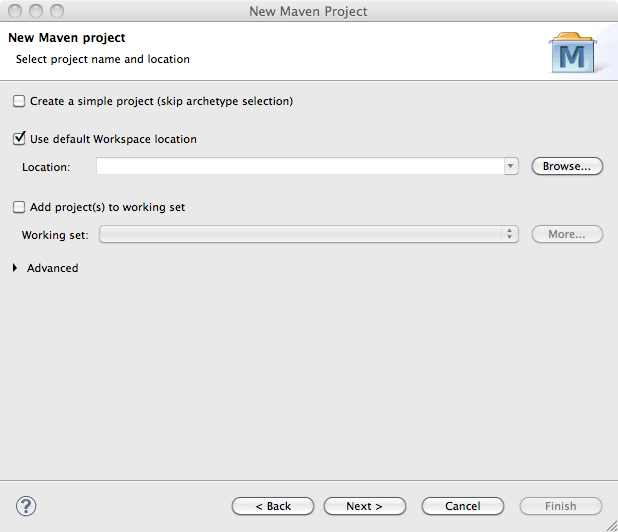 New Maven Project
New Maven project
Select project name and location
M
Create a simple project (skip archetype selection)
Use default Workspace location
Location:
Browse...
Add project(s) to working set
Working set:
More...
Advanced
?
< Back
Next >
Cancel
Finish